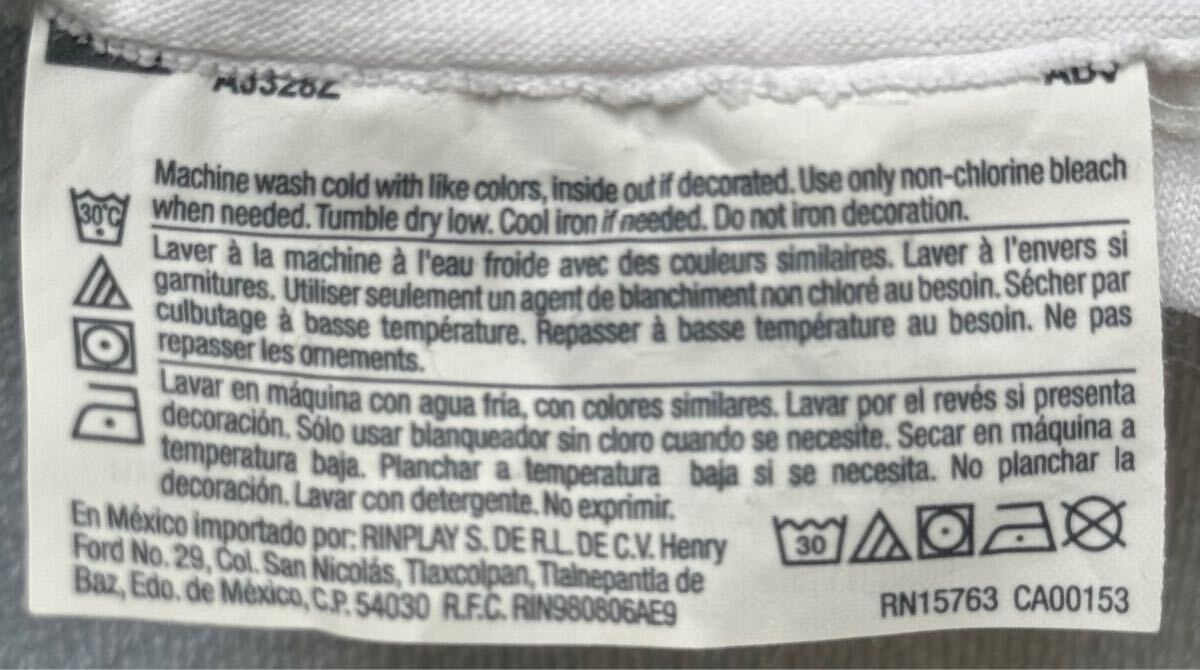 A33282
ADV
Machine wash cold with like colors, inside out if decorated. Use only non-chlorine bleach
when needed. Tumble dry low. Cool iron if needed. Do not iron decoration.
30°C
Laver à la machine à l'eau froide avec des couleurs similaires. Laver à l'envers si
garnitures. Utiliser seulement un agent de blanchiment non chloré au besoin. Sécher par
culbutage à basse température. Repasser à basse température au besoin. Ne pas
repasser les ornements.
Lavar en máquina con agua fría, con colores similares. Lavar por el revés si presenta
decoración. Sólo usar blanqueador sin cloro cuando se necesite. Secar en máquina a
temperatura baja. Planchar a temperatura baja si se necesita. No planchar la
decoración. Lavar con detergente. No exprimir.
En México importado por: RINPLAY S. DE R.L. DE C.V. Henry
Ford No. 29, Col. San Nicolás, Tlaxcolpan, Tlalnepantla de
Baz, Edo. de México, C.P. 54030 R.F.C. RIN980806AE9
30
RN15763 CA00153